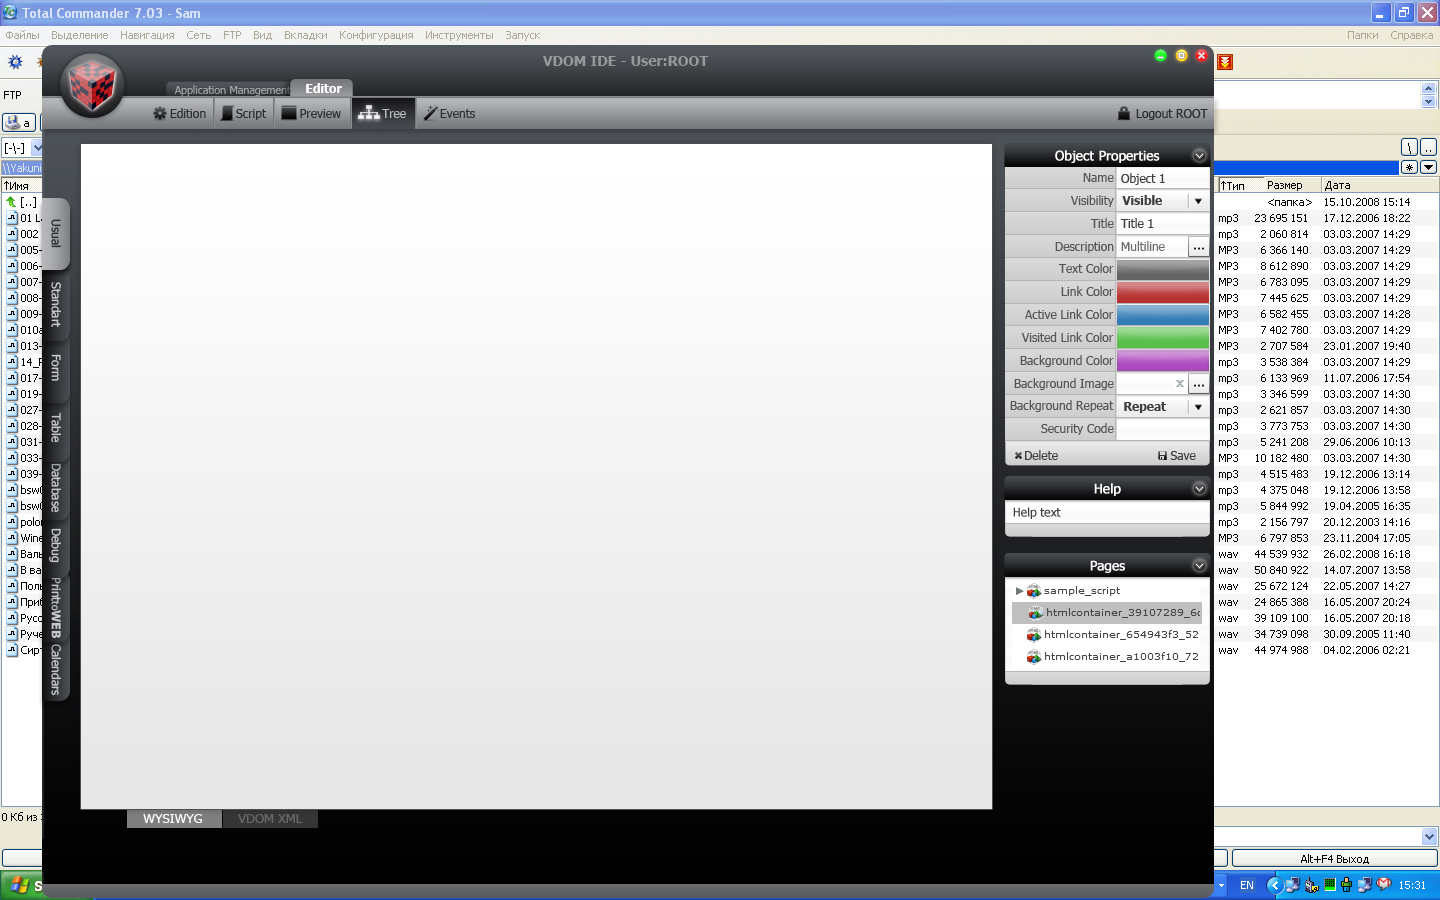 Total Commander 7.03 - Sam
Файлы Выделение Навигация Сеть FTP Вид Вкладки Конфигурация Инструменты Запуск Папки Справка
VDOM IDE - User:ROOT
Application Management Editor
FTP
Edition Script Preview Tree Events Logout ROOT
a
[-\-]
\ ..
\\Yakuni
*
↑Имя
↑Тип Размер Дата
[..]
<папка> 15.10.2008 15:14
01 L
mp3 23 695 151 17.12.2006 18:22
002
mp3 2 060 814 03.03.2007 14:29
005-
MP3 6 366 140 03.03.2007 14:29
006-
MP3 8 612 890 03.03.2007 14:29
007-
MP3 6 783 095 03.03.2007 14:29
008-
MP3 7 445 625 03.03.2007 14:29
009-
MP3 6 582 455 03.03.2007 14:28
010a
MP3 7 402 780 03.03.2007 14:29
013-
MP3 2 707 584 23.01.2007 19:40
14_F
mp3 3 538 384 03.03.2007 14:29
017-
mp3 6 133 969 11.07.2006 17:54
019-
mp3 3 346 599 03.03.2007 14:30
027-
mp3 2 621 857 03.03.2007 14:30
028-
mp3 3 773 753 03.03.2007 14:30
031-
mp3 5 241 208 29.06.2006 10:13
033-
MP3 10 182 480 03.03.2007 14:30
039-
mp3 4 515 483 19.12.2006 13:14
bsw(
mp3 4 375 048 19.12.2006 13:58
bsw(
mp3 5 844 992 19.04.2005 16:35
polo
mp3 2 156 797 20.12.2003 14:16
Wine
MP3 6 797 853 23.11.2004 17:05
Валь
wav 44 539 932 26.02.2008 16:18
В ва
wav 50 840 922 14.07.2007 13:58
Поль
wav 25 672 124 22.05.2007 14:27
Приб
wav 24 865 388 16.05.2007 20:24
Русс
wav 39 109 100 16.05.2007 20:18
Руче
wav 34 739 098 30.09.2005 11:40
Сирт
wav 44 974 988 04.02.2006 02:21
Usual
Standart
Form
Table
Database
Debug
PrinttoWEB
Calendars
Object Properties
Name Object 1
Visibility Visible
Title Title 1
Description Multiline ...
Text Color
Link Color
Active Link Color
Visited Link Color
Background Color
Background Image x ...
Background Repeat Repeat
Security Code
Delete Save
Help
Help text
Pages
sample_script
htmlcontainer_39107289_6c
htmlcontainer_654943f3_52
htmlcontainer_a1003f10_72
WYSIWYG VDOM XML
0 Кб из
Alt+F4 Выход
S
EN 15:31